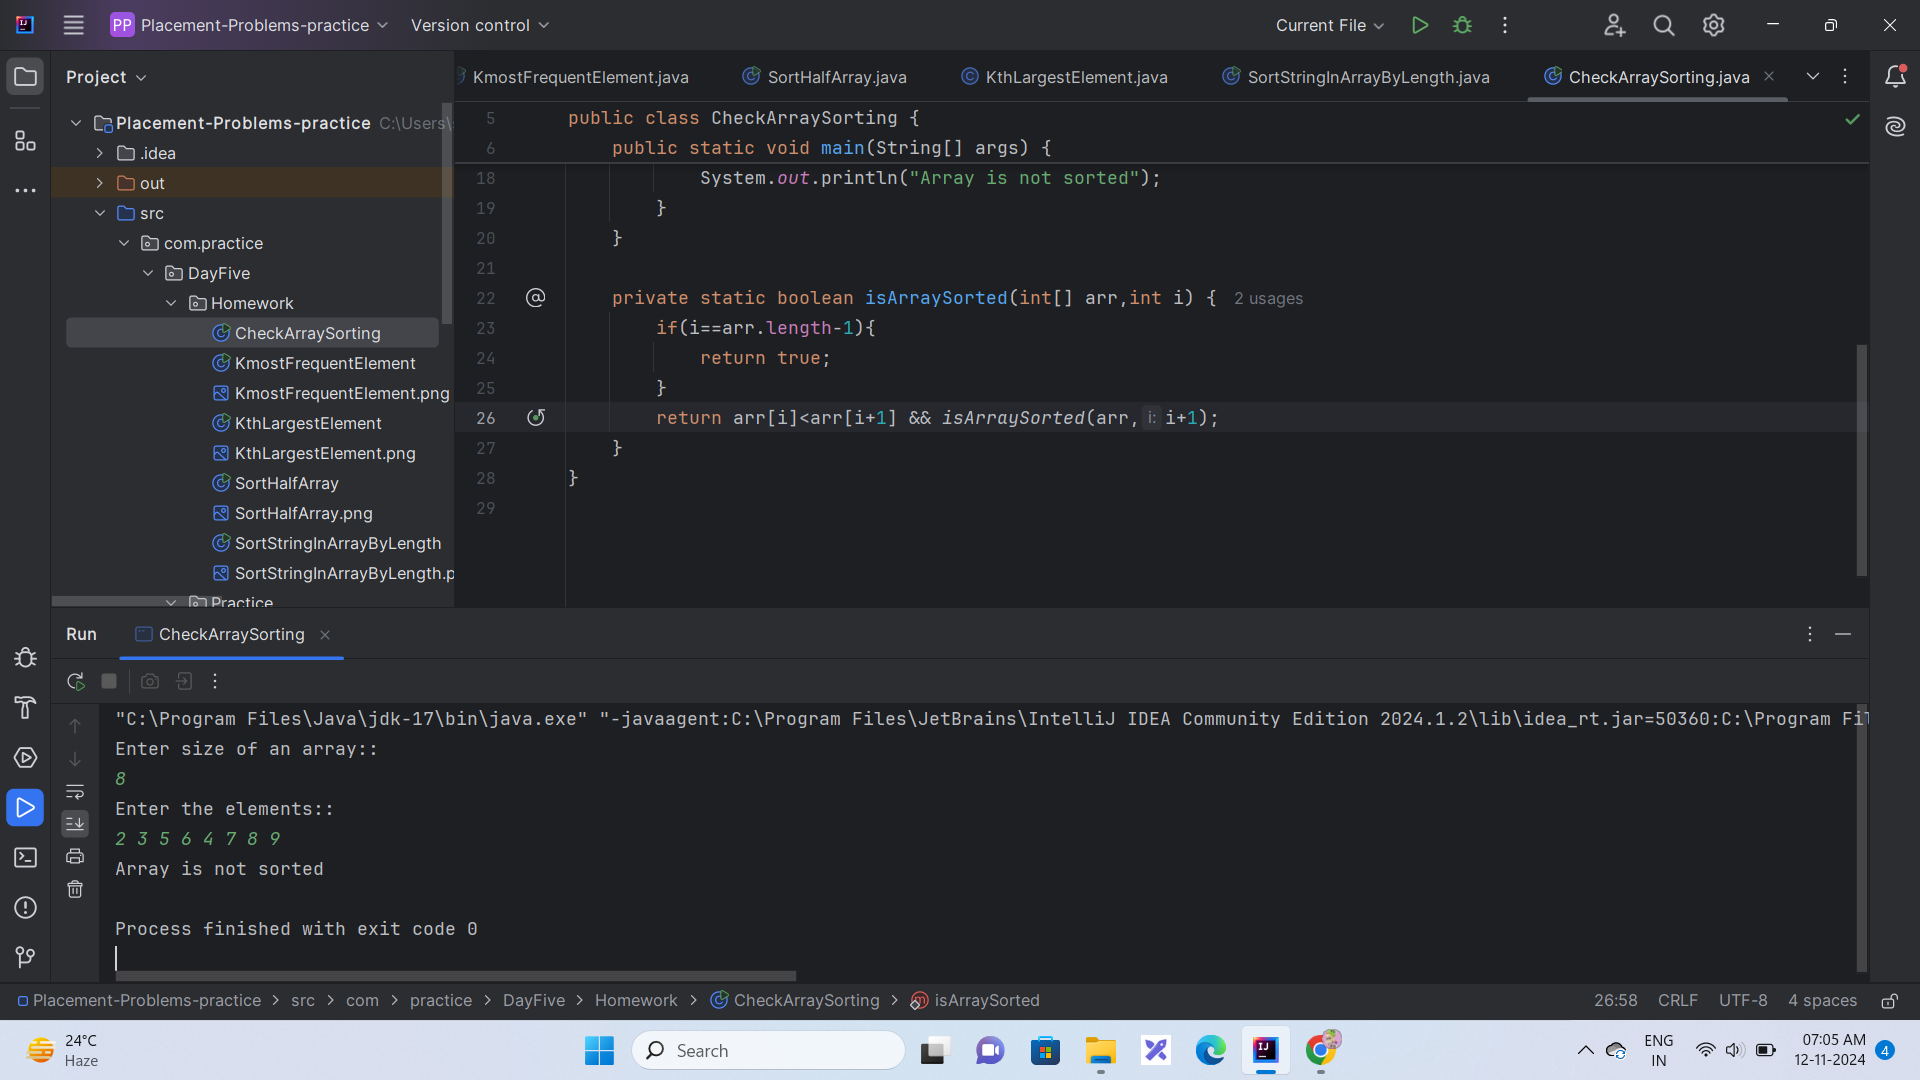 PP Placement-Problems-practice Version control Current File
Project
KmostFrequentElement.java SortHalfArray.java KthLargestElement.java SortStringInArrayByLength.java CheckArraySorting.java
Placement-Problems-practice C:\Users\
.idea
out
src
com.practice
DayFive
Homework
CheckArraySorting
KmostFrequentElement
KmostFrequentElement.png
KthLargestElement
KthLargestElement.png
SortHalfArray
SortHalfArray.png
SortStringInArrayByLength
SortStringInArrayByLength.p
Practice
5 public class CheckArraySorting {
6 public static void main(String[] args) {
18 System.out.println("Array is not sorted");
19 }
20 }
21
22 private static boolean isArraySorted(int[] arr,int i) { 2 usages
23 if(i==arr.length-1){
24 return true;
25 }
26 return arr[i]<arr[i+1] && isArraySorted(arr, i: i+1);
27 }
28 }
29
Run CheckArraySorting
"C:\Program Files\Java\jdk-17\bin\java.exe" "-javaagent:C:\Program Files\JetBrains\IntelliJ IDEA Community Edition 2024.1.2\lib\idea_rt.jar=50360:C:\Program Fil
Enter size of an array::
8
Enter the elements::
2 3 5 6 4 7 8 9
Array is not sorted
Process finished with exit code 0
Placement-Problems-practice > src > com > practice > DayFive > Homework > CheckArraySorting > isArraySorted 26:58 CRLF UTF-8 4 spaces
24°C
Haze
Search
ENG
IN
07:05 AM
12-11-2024
4